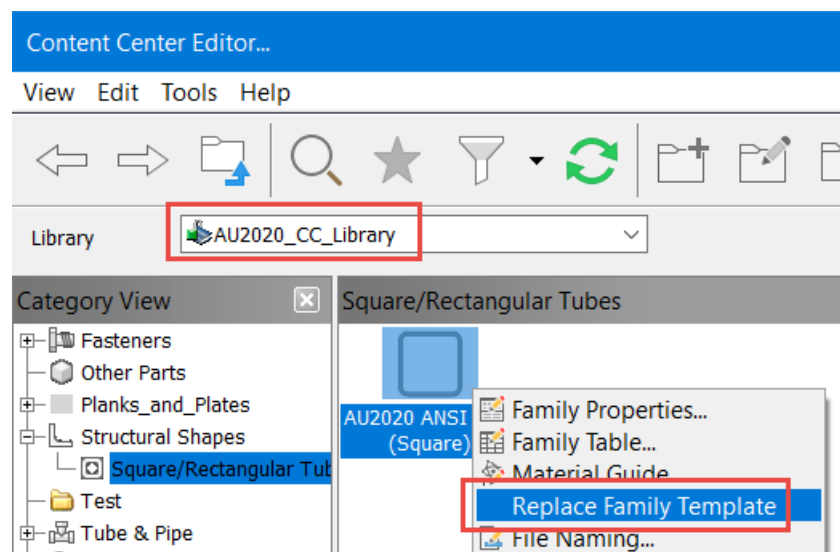 Content Center Editor...
View Edit Tools Help
Library AU2020_CC_Library
Category View
Square/Rectangular Tubes
Fasteners
Other Parts
Planks_and_Plates
Structural Shapes
Square/Rectangular Tub
Test
Tube & Pipe
AU2020 ANSI
(Square)
Family Properties...
Family Table...
Material Guide
Replace Family Template
File Naming...